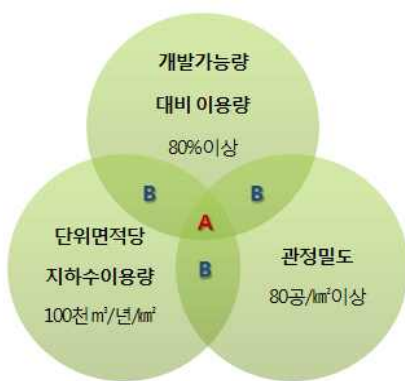 개발가능량
대비 이용량
80%이상
B
B
A
단위면적당
지하수이용량
100천㎥/년/㎢
B
관정밀도
80공/㎢이상